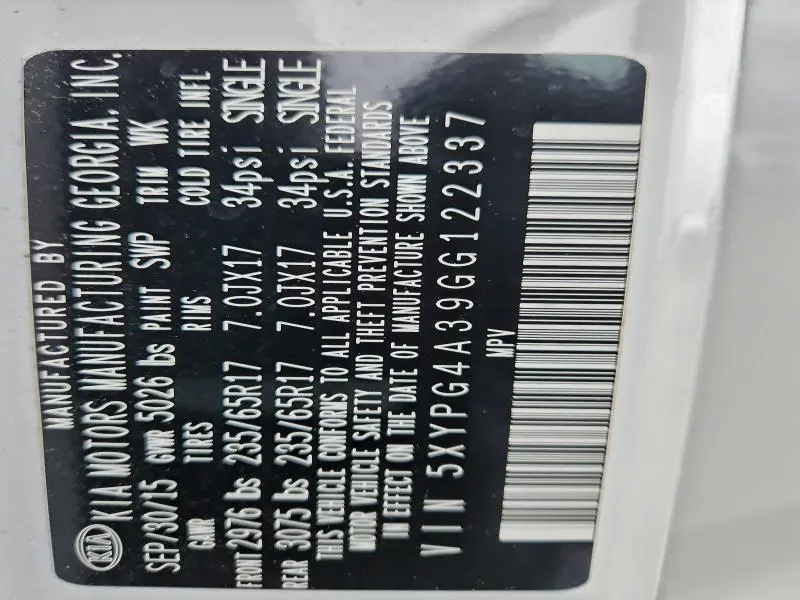 MANUFACTURED BY
KIA KIA MOTORS MANUFACTURING GEORGIA, INC.
SEP/30/15 GVWR 5026 lbs PAINT SWP TRIM WK
GAWR TIRES RIMS COLD TIRE INFL
FRONT 2976 lbs 235/65R17 7.0JX17 34psi SINGLE
REAR 3075 lbs 235/65R17 7.0JX17 34psi SINGLE
THIS VEHICLE CONFORMS TO ALL APPLICABLE U.S.A. FEDERAL
MOTOR VEHICLE SAFETY AND THEFT PREVENTION STANDARDS
IN EFFECT ON THE DATE OF MANUFACTURE SHOWN ABOVE
VIN 5XYPG4A39GG122337
MPV